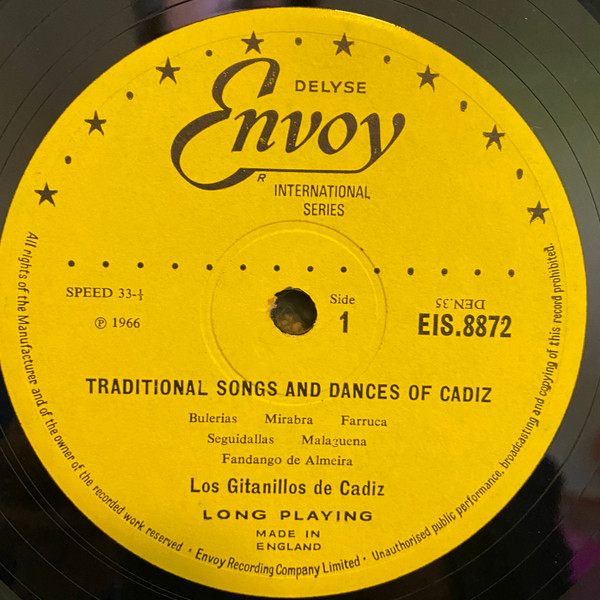 DELYSE
Envoy
R
INTERNATIONAL
SERIES
SPEED 33-⅓
℗ 1966
Side
1
DEN.35
EIS.8872
TRADITIONAL SONGS AND DANCES OF CADIZ
Bulerias Mirabra Farruca
Seguidallas Malaguena
Fandango de Almeira
Los Gitanillos de Cadiz
LONG PLAYING
MADE IN
ENGLAND
All rights of the Manufacturer and of the owner of the recorded work reserved • Envoy Recording Company Limited • Unauthorised public performance, broadcasting and copying of this record prohibited.